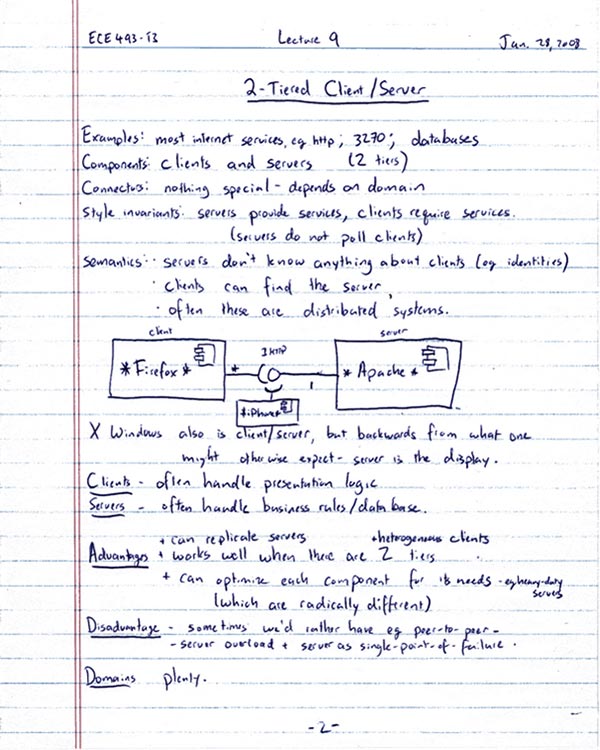 ECE 493-T3 Lecture 9 Jan. 28, 2008
2-Tiered Client/Server
Examples: most internet services, eg http; 3270; databases
Components: clients and servers (2 tiers)
Connectors: nothing special - depends on domain
Style invariants: servers provide services, clients require services.
(servers do not poll clients)
semantics: · servers don't know anything about clients (eg identities)
· clients can find the server,
· often these are distributed systems.
client server
IHTTP
*Firefox* * 1 *Apache*
*iPhone*
X Windows also is client/server, but backwards from what one
might otherwise expect - server is the display.
Clients - often handle presentation logic
Servers - often handle business rules/database.
+ can replicate servers + heterogenous clients
Advantages + works well when there are 2 tiers
+ can optimize each component for its needs - eg heavy-duty
servers
(which are radically different)
Disadvantage - sometimes we'd rather have eg peer-to-peer-
- server overload + server as single-point-of-failure.
Domains plenty.
-2-